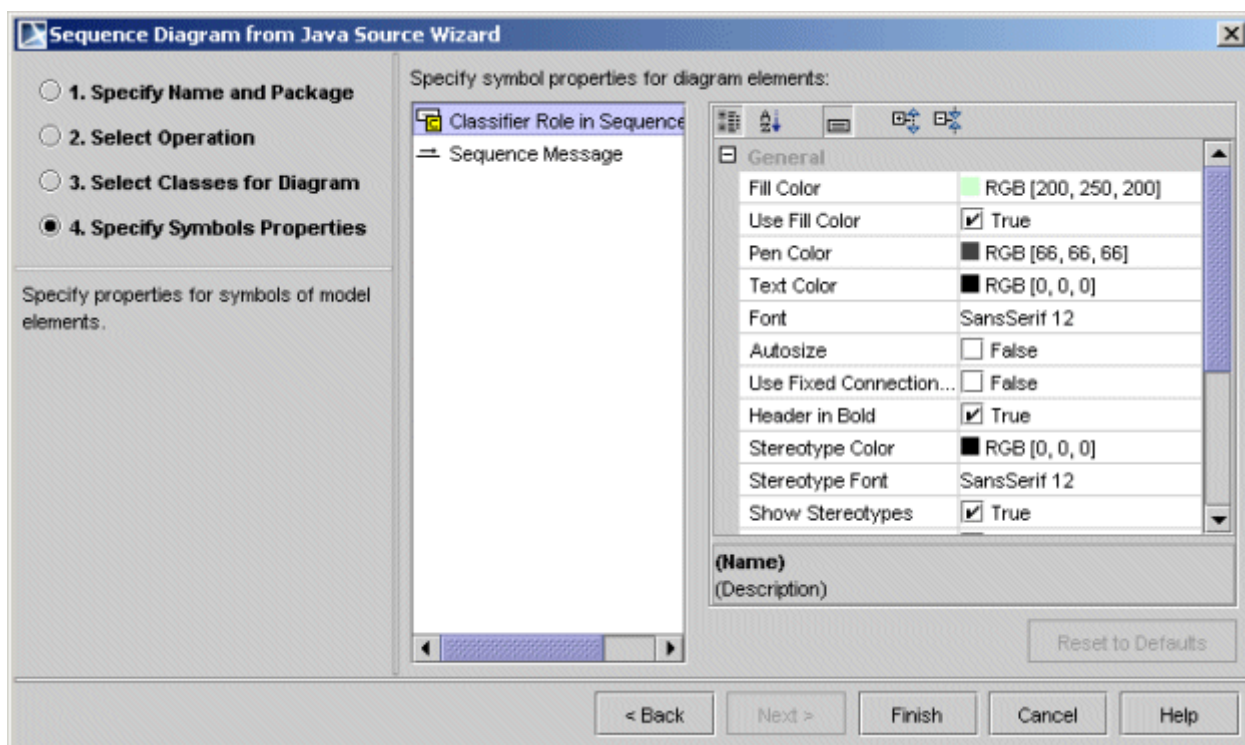 Sequence Diagram from Java Source Wizard
1. Specify Name and Package
2. Select Operation
3. Select Classes for Diagram
4. Specify Symbols Properties
Specify properties for symbols of model
elements.
Specify symbol properties for diagram elements:
Classifier Role in Sequence
Sequence Message
General
Fill Color RGB [200, 250, 200]
Use Fill Color True
Pen Color RGB [66, 66, 66]
Text Color RGB [0, 0, 0]
Font SansSerif 12
Autosize False
Use Fixed Connection... False
Header in Bold True
Stereotype Color RGB [0, 0, 0]
Stereotype Font SansSerif 12
Show Stereotypes True
(Name)
(Description)
Reset to Defaults
< Back Next > Finish Cancel Help